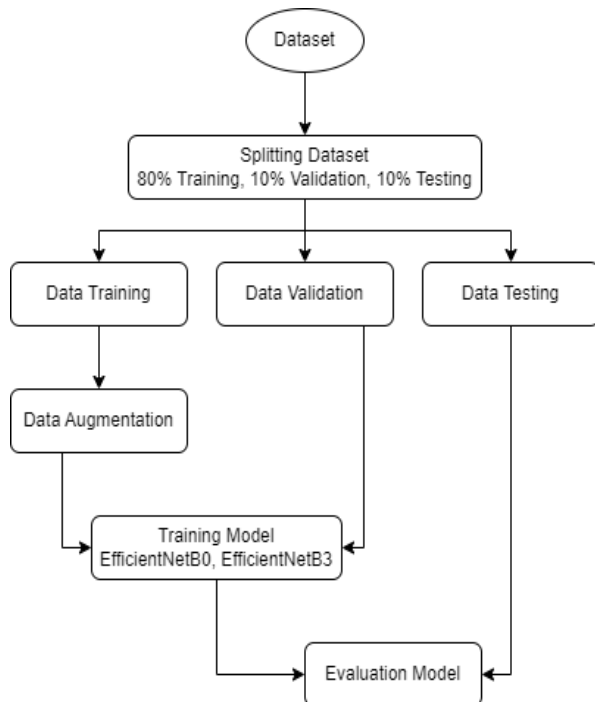 Dataset
Splitting Dataset
80% Training, 10% Validation, 10% Testing
Data Training
Data Validation
Data Testing
Data Augmentation
Training Model
EfficientNetB0, EfficientNetB3
Evaluation Model